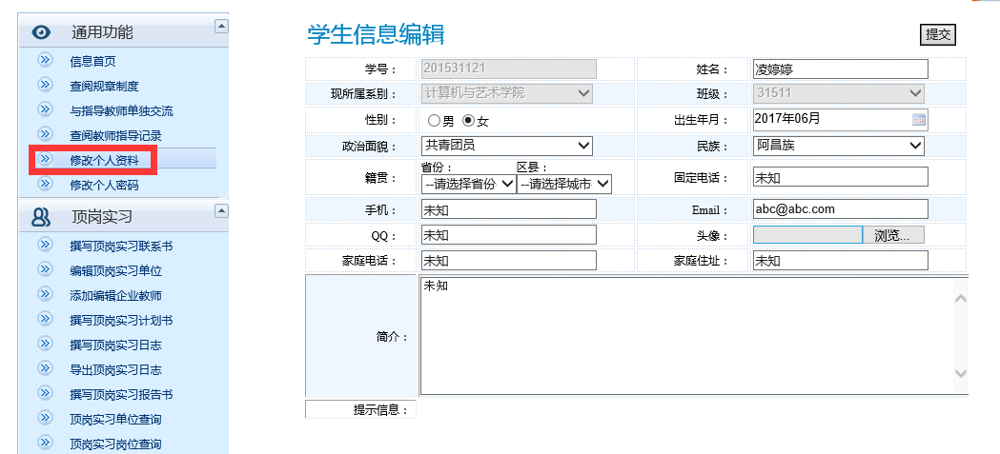 通用功能
信息首页
查阅规章制度
与指导教师单独交流
查阅教师指导记录
修改个人资料
修改个人密码
顶岗实习
撰写顶岗实习联系书
编辑顶岗实习单位
添加编辑企业教师
撰写顶岗实习计划书
撰写顶岗实习日志
导出顶岗实习日志
撰写顶岗实习报告书
顶岗实习单位查询
顶岗实习岗位查询
学生信息编辑 提交
学号： 201531121 姓名： 凌婷婷
现所属系别： 计算机与艺术学院 班级： 31511
性别： 男 女 出生年月： 2017年06月
政治面貌： 共青团员 民族： 阿昌族
省份： 区县：
籍贯： --请选择省份 --请选择城市 固定电话： 未知
手机： 未知 Email： abc@abc.com
QQ： 未知 头像： 浏览...
家庭电话： 未知 家庭住址： 未知
未知
简介：
提示信息：